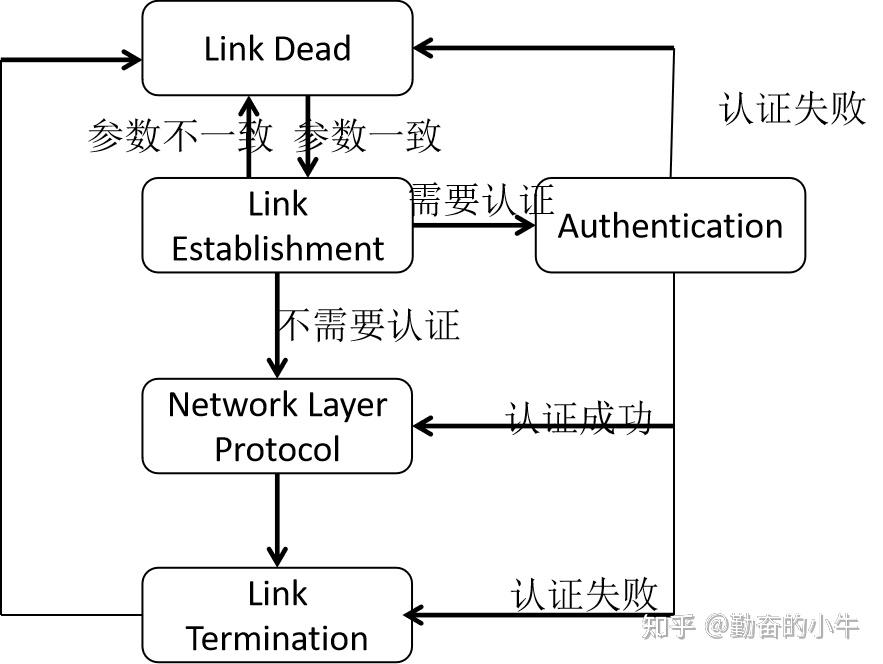 Link Dead
认证失败
参数不一致 参数一致
需要认证
Link
Establishment
Authentication
不需要认证
Network Layer
Protocol
认证成功
Link
Termination
认证失败
知乎 @勤奋的小牛